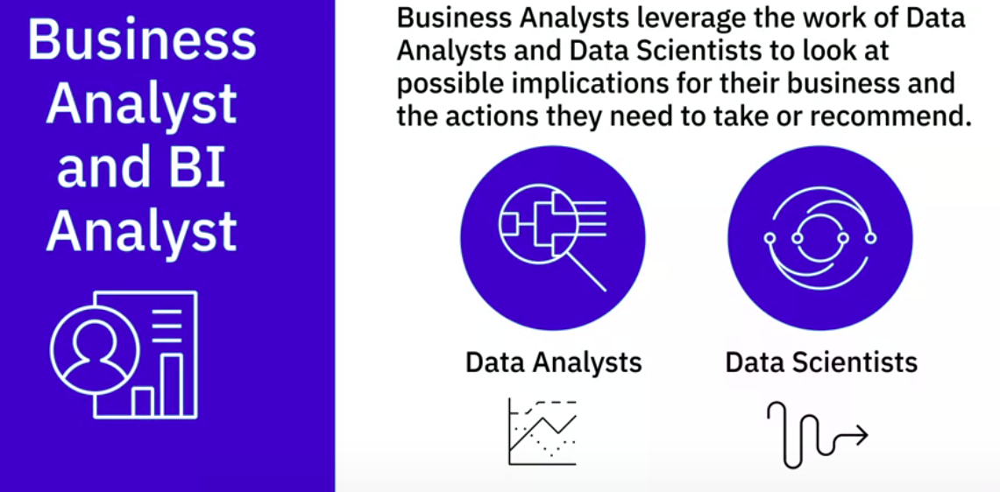 Business
Analyst
and BI
Analyst
Business Analysts leverage the work of Data
Analysts and Data Scientists to look at
possible implications for their business and
the actions they need to take or recommend.
Data Analysts
Data Scientists